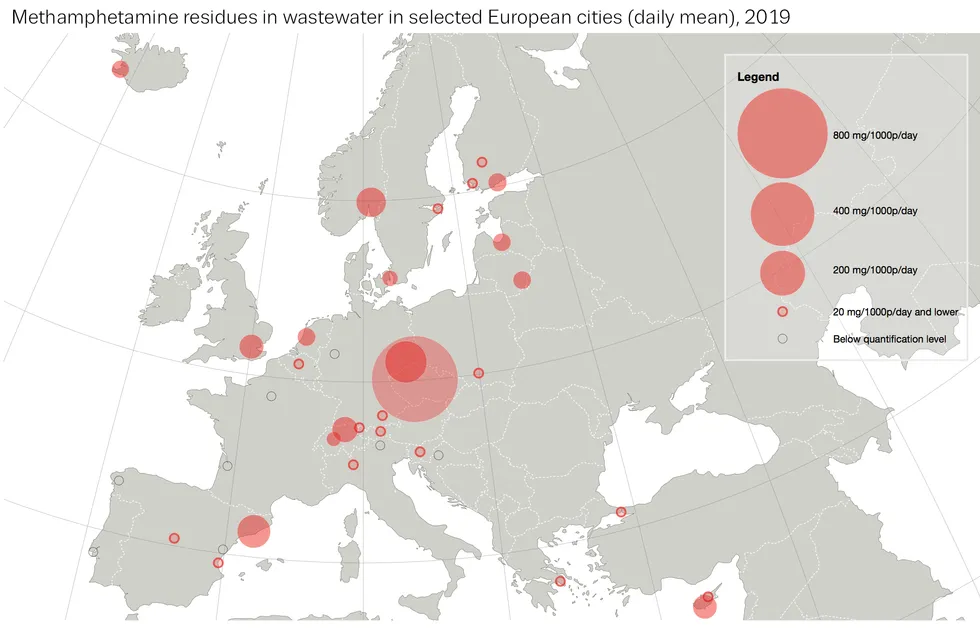 Methamphetamine residues in wastewater in selected European cities (daily mean), 2019
Legend
800 mg/1000p/day
400 mg/1000p/day
200 mg/1000p/day
20 mg/1000p/day and lower
Below quantification level